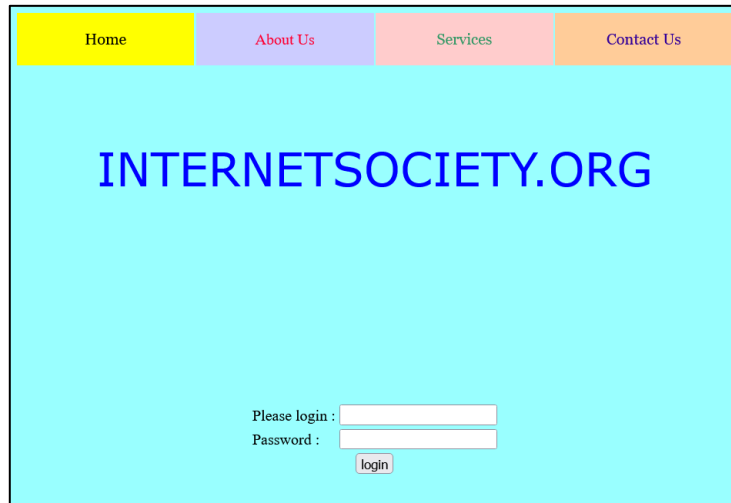 Home About Us Services Contact Us
INTERNETSOCIETY.ORG
Please login :
Password :
login